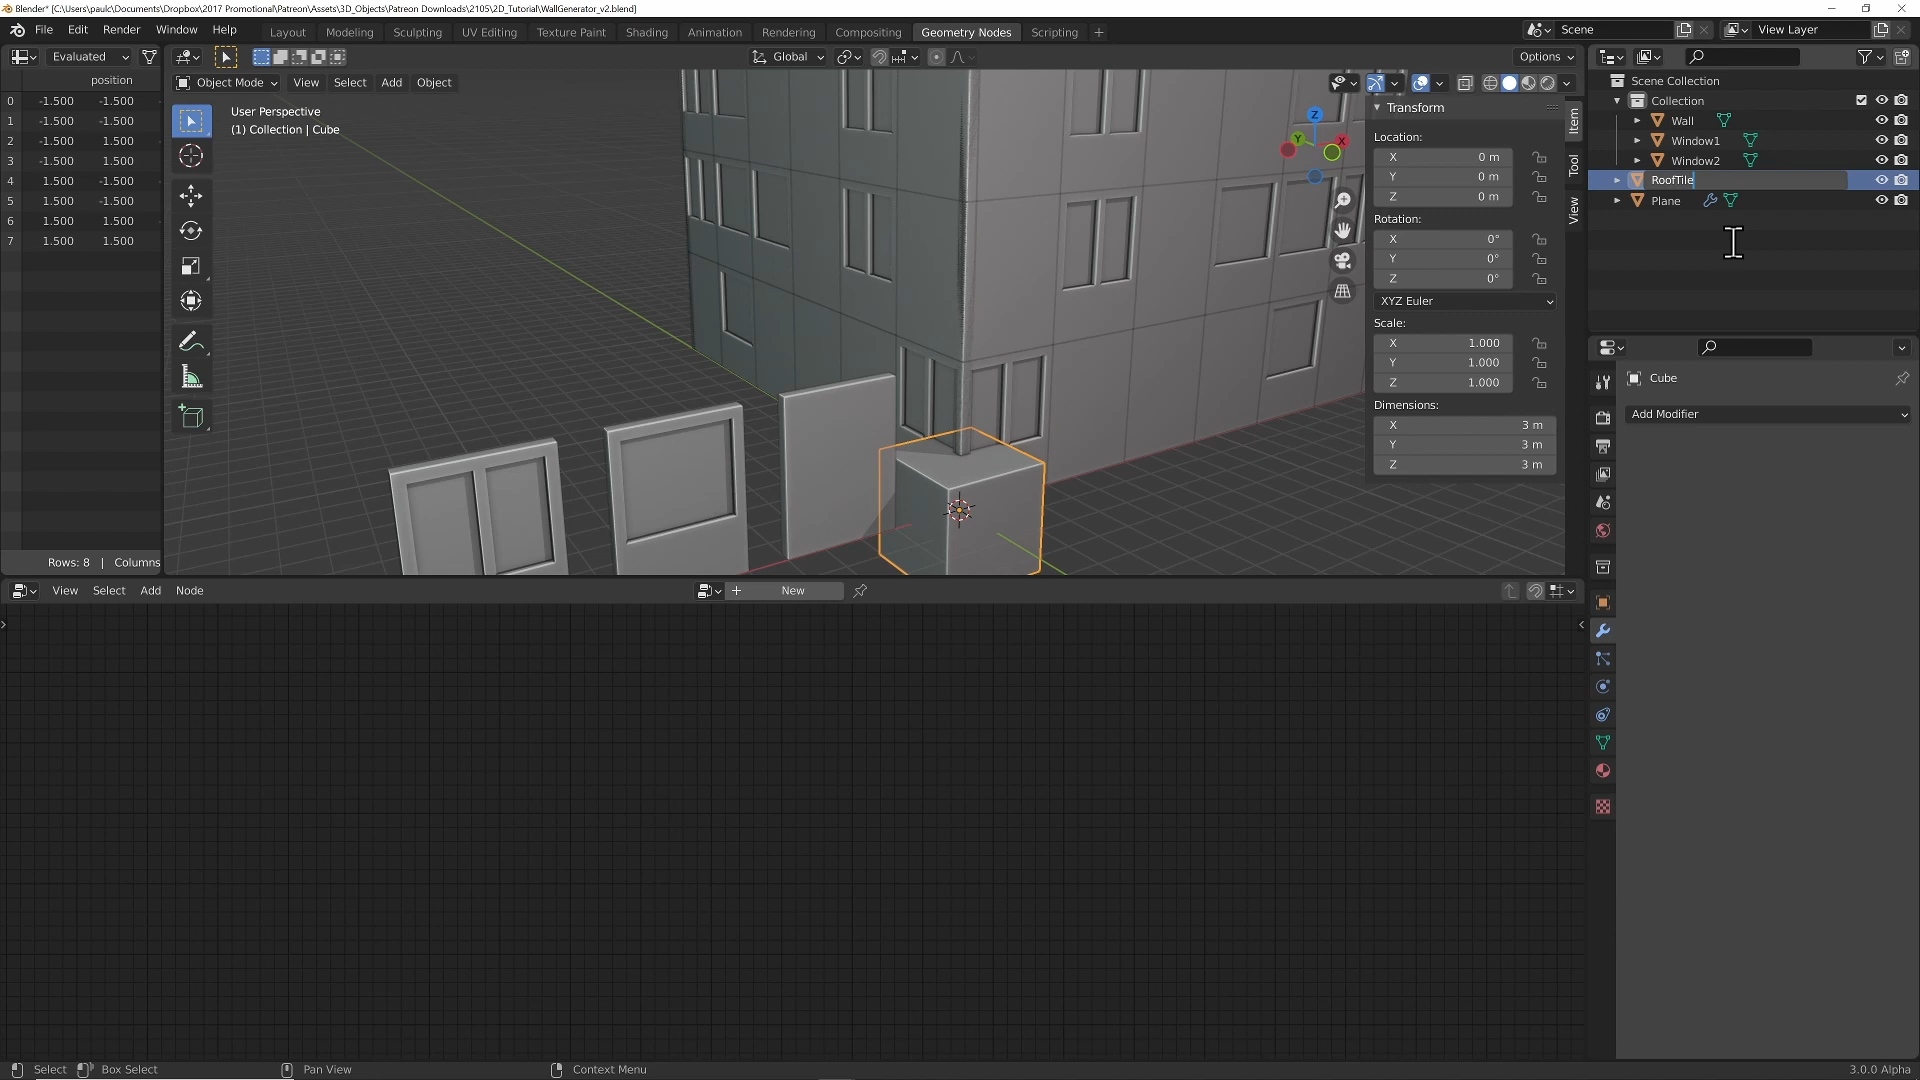 Blender* [C:\Users\paulc\Documents\Dropbox\2017 Promotional\Patreon\Assets\3D_Objects\Patreon Downloads\2105\2D_Tutorial\WallGenerator_v2.blend]
File Edit Render Window Help Layout Modeling Sculpting UV Editing Texture Paint Shading Animation Rendering Compositing Geometry Nodes Scripting + Scene View Layer
Evaluated Global Options
position
Object Mode View Select Add Object
0 -1.500 -1.500
1 -1.500 -1.500
2 -1.500 1.500
3 -1.500 1.500
4 1.500 -1.500
5 1.500 -1.500
6 1.500 1.500
7 1.500 1.500
Rows: 8 | Columns
User Perspective
(1) Collection | Cube
Z
Y
X
Transform
Location:
X 0 m
Y 0 m
Z 0 m
Rotation:
X 0°
Y 0°
Z 0°
XYZ Euler
Scale:
X 1.000
Y 1.000
Z 1.000
Dimensions:
X 3 m
Y 3 m
Z 3 m
Item
Tool
View
Scene Collection
Collection
Wall
Window1
Window2
RoofTile
Plane
Cube
Add Modifier
View Select Add Node + New
Select Box Select Pan View Context Menu 3.0.0 Alpha